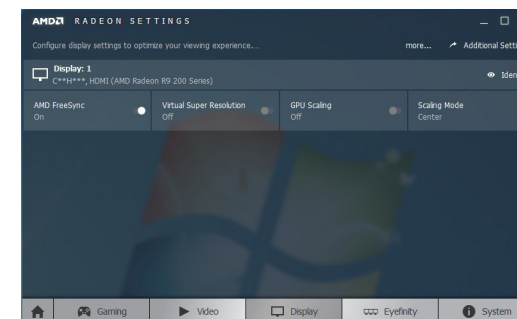 AMD RADEON SETTINGS
Configure display settings to optimize your viewing experience... more... Additional Setti
Display: 1
C**H***, HDMI (AMD Radeon R9 200 Series) Iden
AMD FreeSync Virtual Super Resolution GPU Scaling Scaling Mode
On Off Off Center
Gaming Video Display Eyefinity System